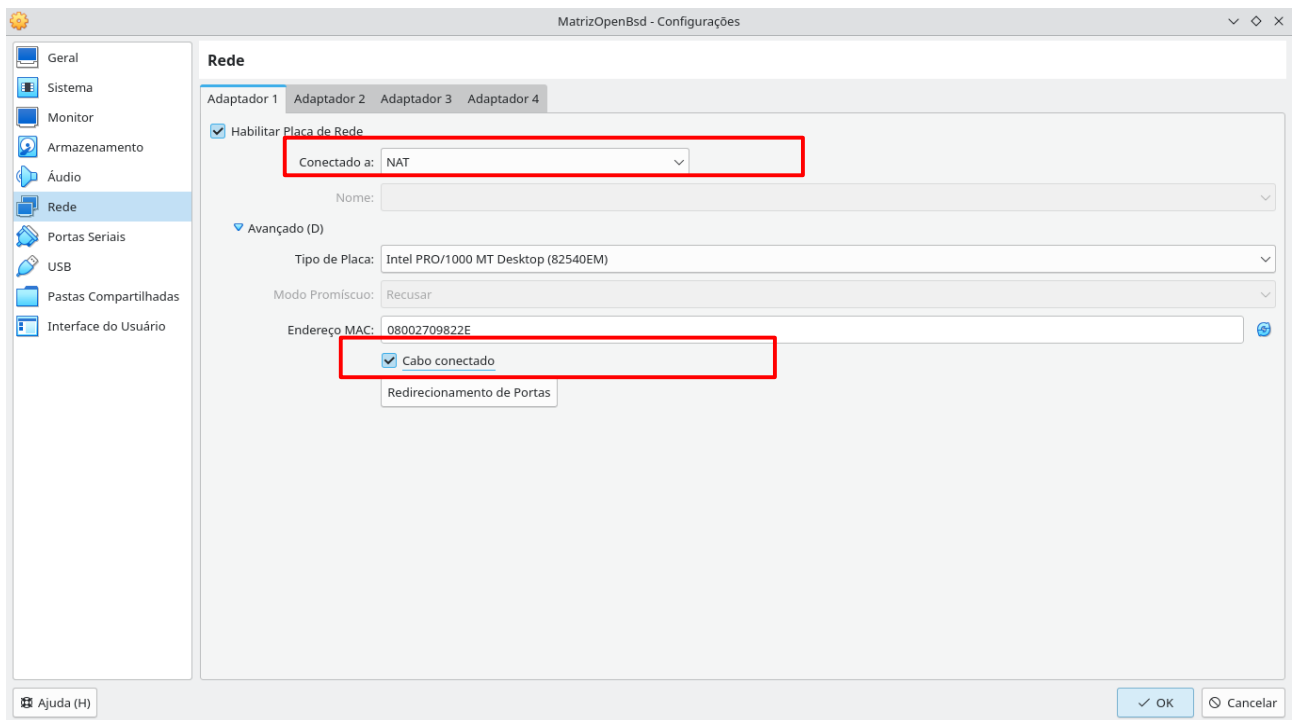 MatrizOpenBsd - Configurações
Geral
Sistema
Monitor
Armazenamento
Áudio
Rede
Portas Seriais
USB
Pastas Compartilhadas
Interface do Usuário
Rede
Adaptador 1 Adaptador 2 Adaptador 3 Adaptador 4
Habilitar Placa de Rede
Conectado a: NAT
Nome:
Avançado (D)
Tipo de Placa: Intel PRO/1000 MT Desktop (82540EM)
Modo Promíscuo: Recusar
Endereço MAC: 08002709822E
Cabo conectado
Redirecionamento de Portas
Ajuda (H) OK Cancelar